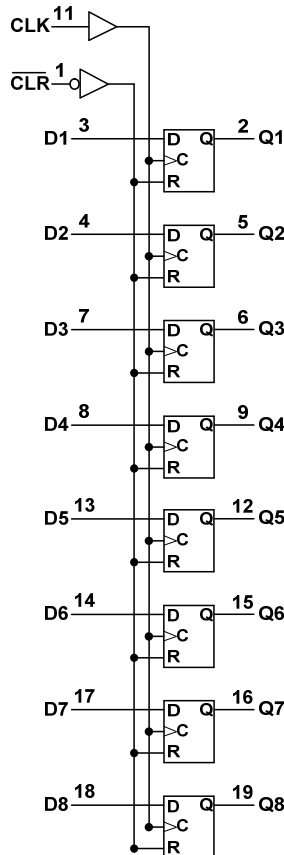 CLK 11
CLR 1
D1 3 D Q 2 Q1
C
R
D2 4 D Q 5 Q2
C
R
D3 7 D Q 6 Q3
C
R
D4 8 D Q 9 Q4
C
R
D5 13 D Q 12 Q5
C
R
D6 14 D Q 15 Q6
C
R
D7 17 D Q 16 Q7
C
R
D8 18 D Q 19 Q8
C
R